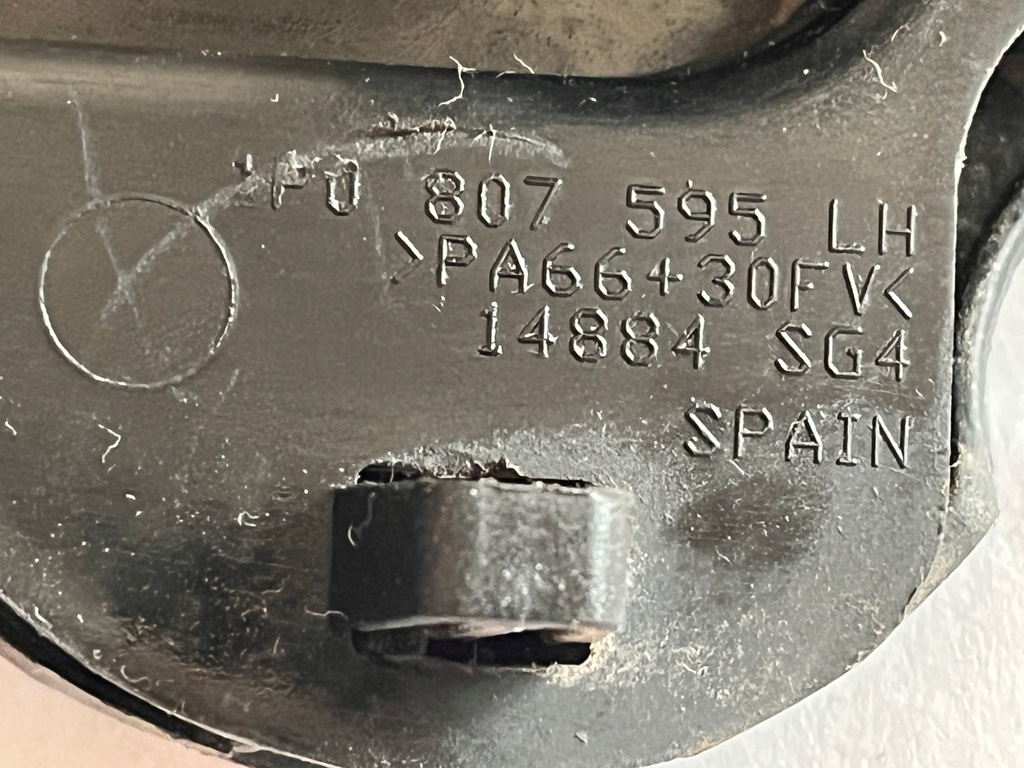 1P0 807 595 LH
>PA66+30FV<
14884 SG4
SPAIN